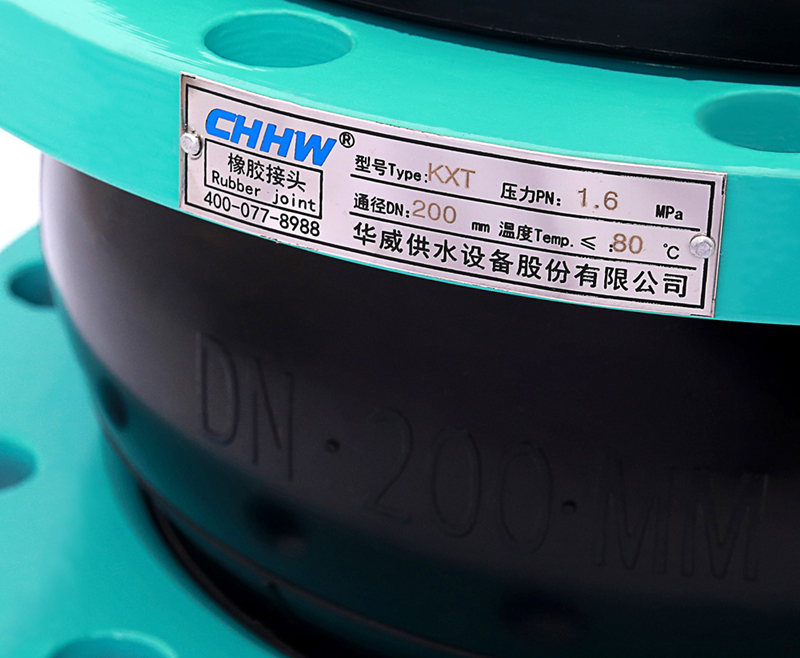 CHHW®
橡胶接头
Rubber joint
400-077-8988
型号Type:KXT 压力PN: 1.6 MPa
通径DN:200 mm 温度Temp.≤ :80 ℃
华威供水设备股份有限公司
DN·200·MM